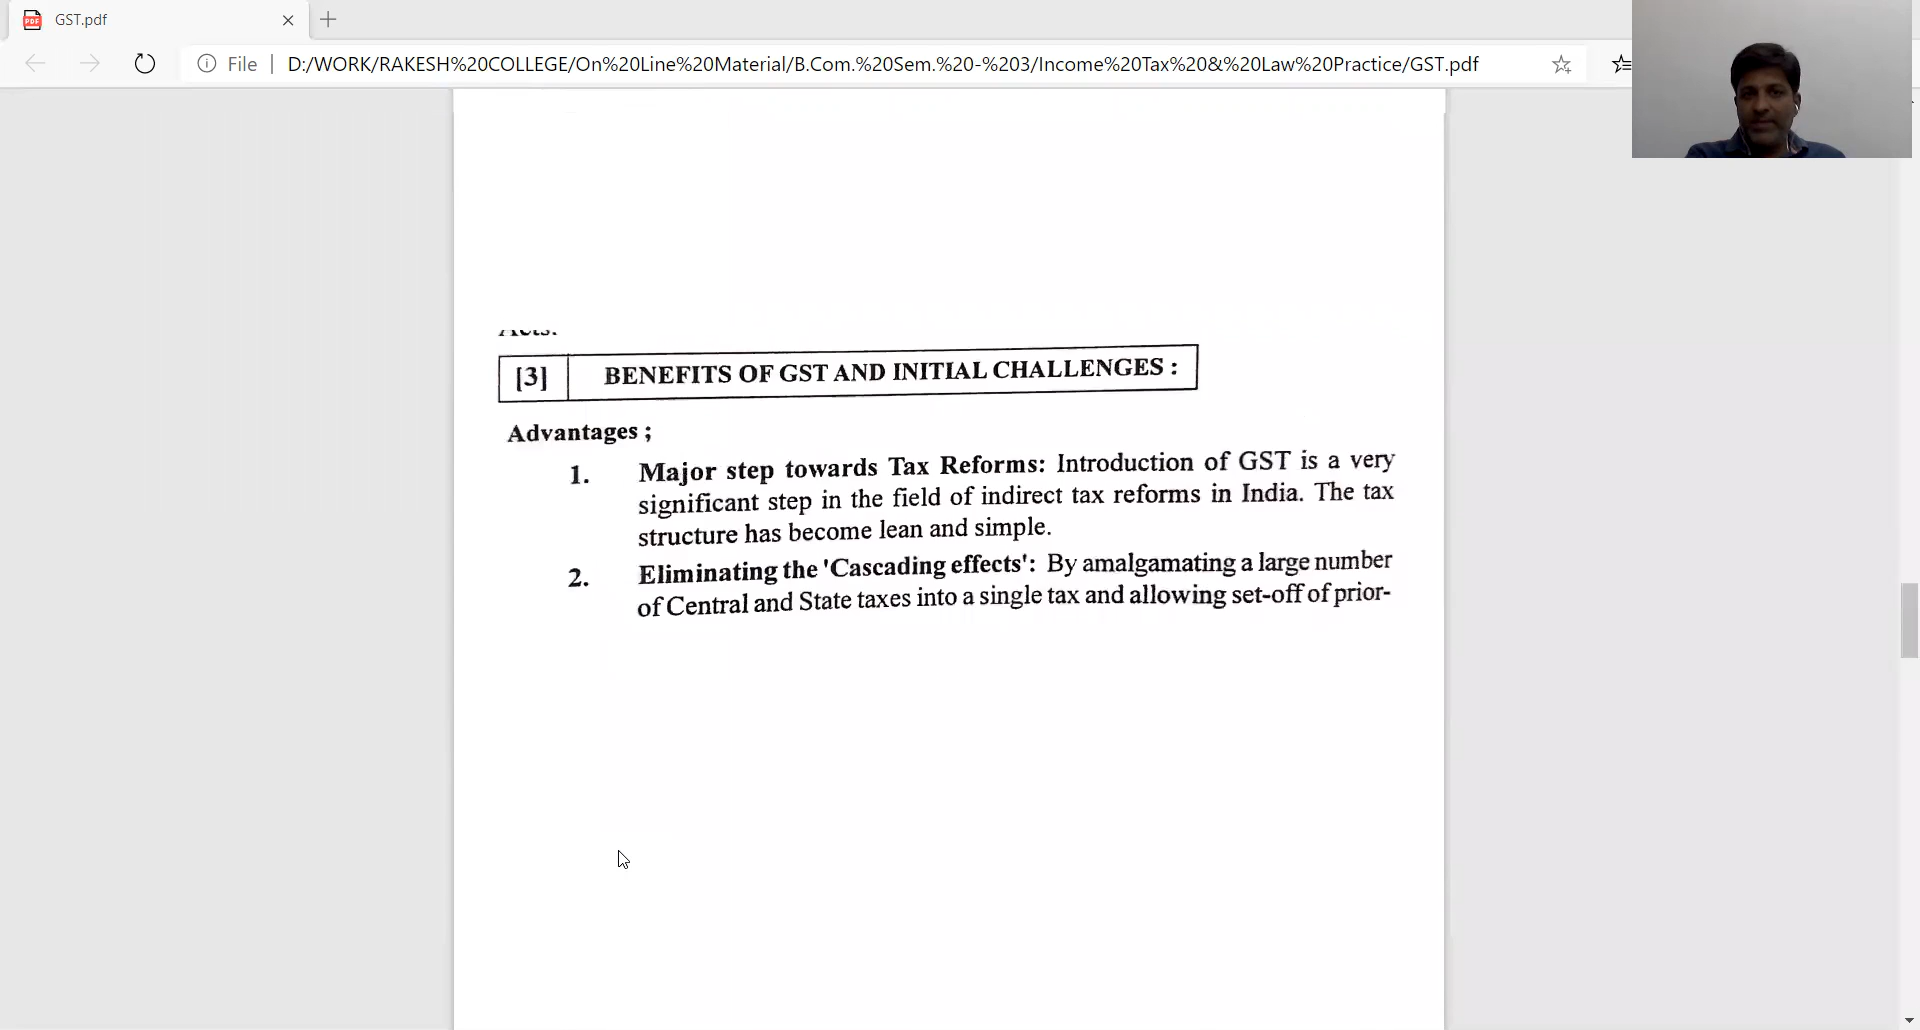 GST.pdf
File
D:/WORK/RAKESH%20COLLEGE/On%20Line%20Material/B.Com.%20Sem.%20-%203/Income%20Tax%20&%20Law%20Practice/GST.pdf
Acts.
[3] BENEFITS OF GST AND INITIAL CHALLENGES :
Advantages ;
1. Major step towards Tax Reforms: Introduction of GST is a very
significant step in the field of indirect tax reforms in India. The tax
structure has become lean and simple.
2. Eliminating the 'Cascading effects': By amalgamating a large number
of Central and State taxes into a single tax and allowing set-off of prior-